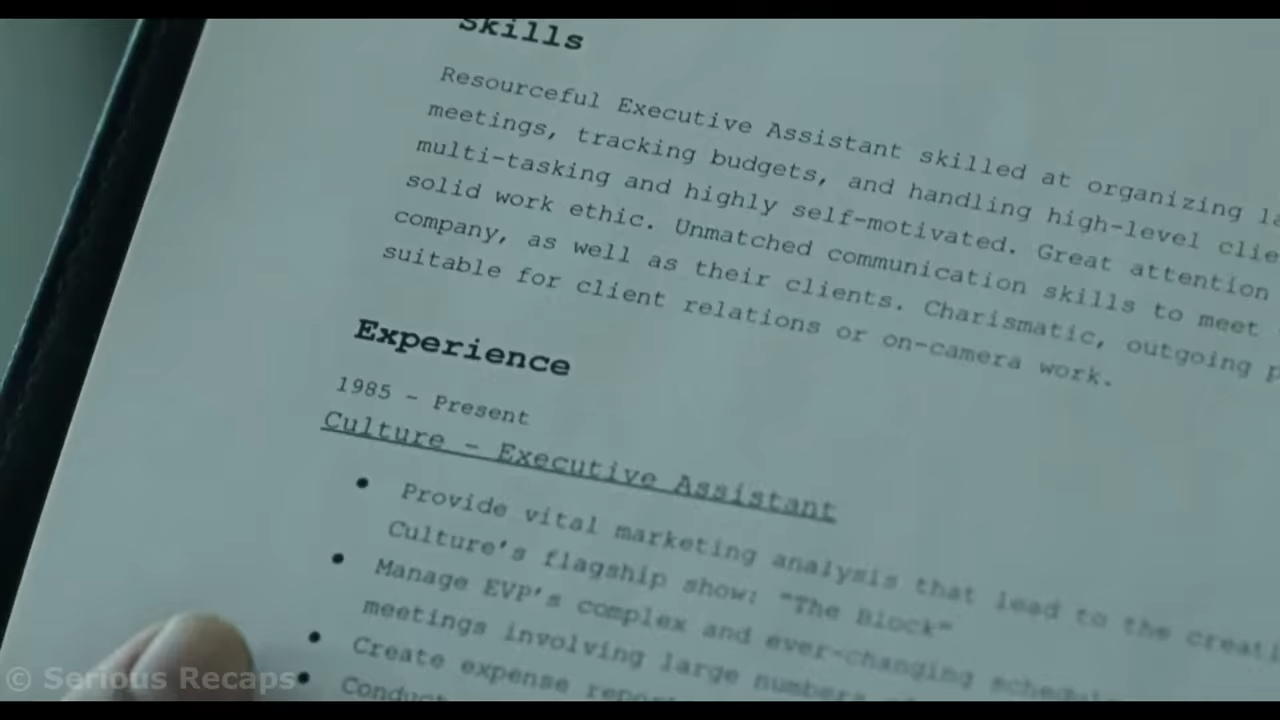 Skills
Resourceful Executive Assistant skilled at organizing
meetings, tracking budgets, and handling high-level
multi-tasking and highly self-motivated. Great attention
solid work ethic. Unmatched communication skills to meet
company, as well as their clients. Charismatic, outgoing
suitable for client relations or on-camera work.
Experience
1985 - Present
Culture - Executive Assistant
• Provide vital marketing analysis that lead to the
Culture's flagship show: "The Block"
• Manage EVP's complex and ever-changing
meetings involving large numbers
• Create expense
•
© Serious Recaps